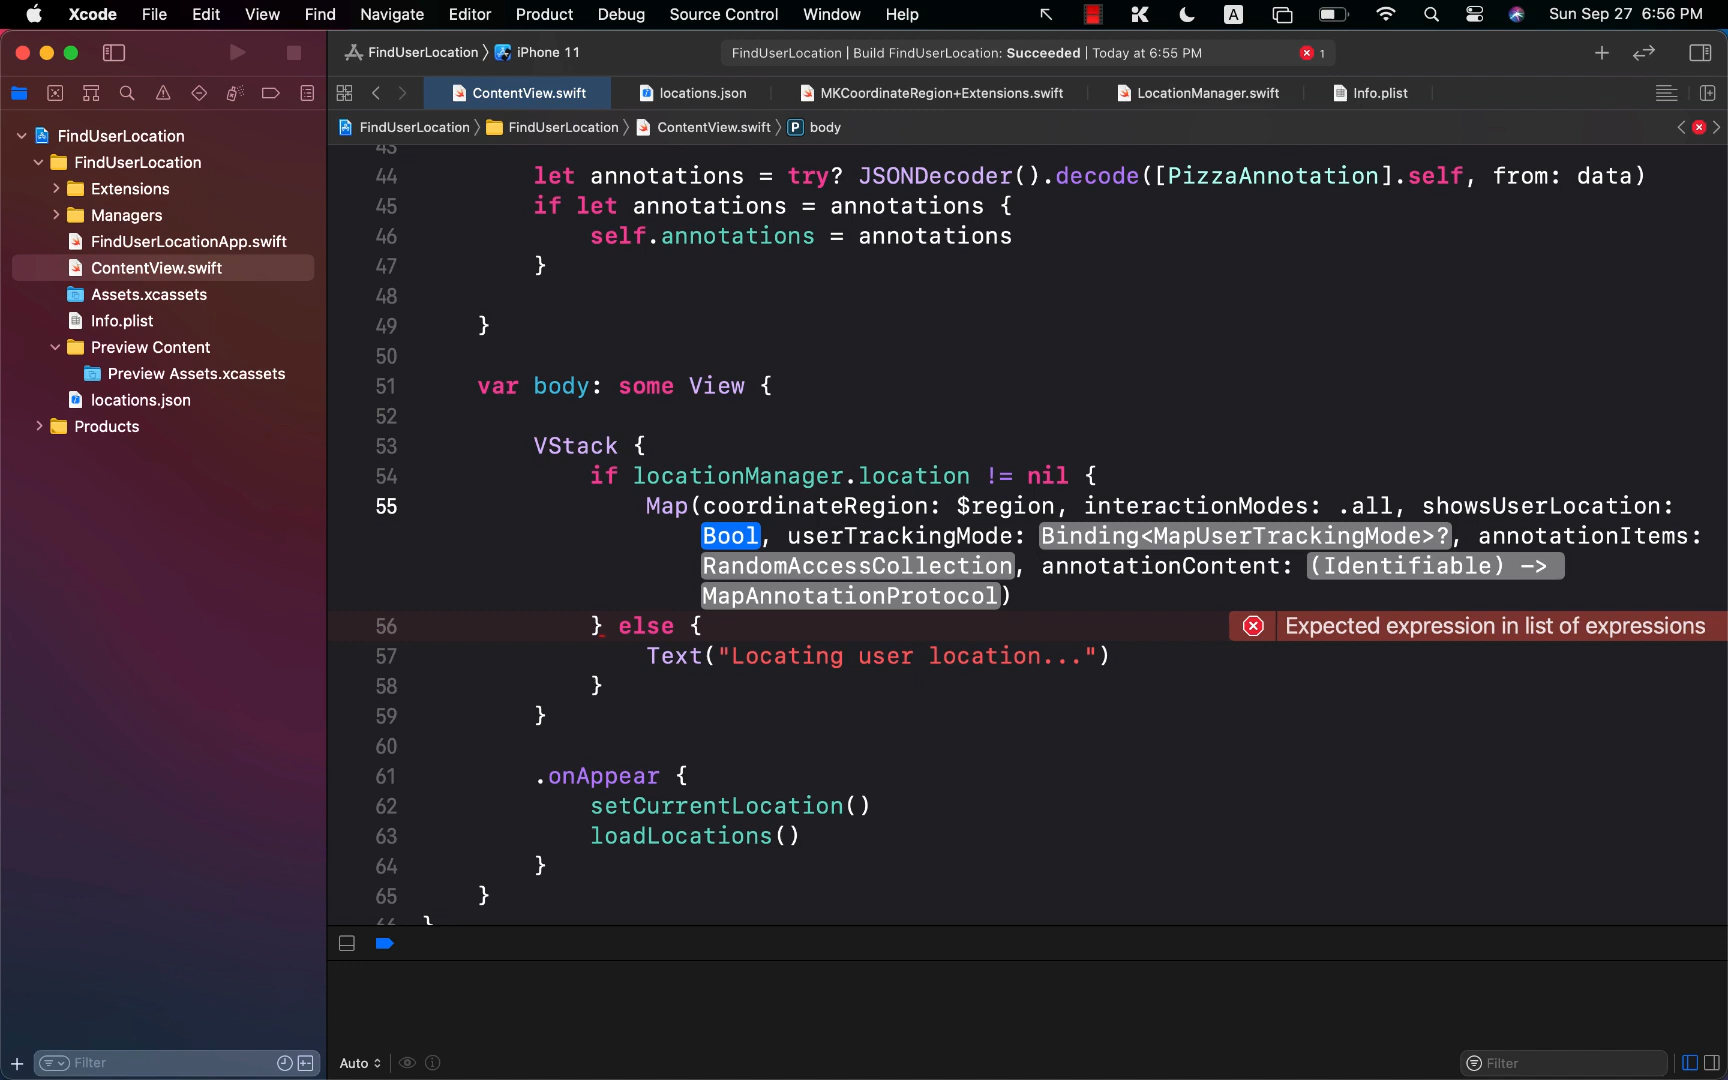 Xcode File Edit View Find Navigate Editor Product Debug Source Control Window Help A Sun Sep 27 6:56 PM
FindUserLocation iPhone 11 FindUserLocation | Build FindUserLocation: Succeeded | Today at 6:55 PM 1
ContentView.swift locations.json MKCoordinateRegion+Extensions.swift LocationManager.swift Info.plist
FindUserLocation FindUserLocation ContentView.swift P body
FindUserLocation
FindUserLocation
Extensions
Managers
FindUserLocationApp.swift
ContentView.swift
Assets.xcassets
Info.plist
Preview Content
Preview Assets.xcassets
locations.json
Products
Filter
43
44 let annotations = try? JSONDecoder().decode([PizzaAnnotation].self, from: data)
45 if let annotations = annotations {
46 self.annotations = annotations
47 }
48
49 }
50
51 var body: some View {
52
53 VStack {
54 if locationManager.location != nil {
55 Map(coordinateRegion: $region, interactionModes: .all, showsUserLocation:
Bool, userTrackingMode: Binding<MapUserTrackingMode>?, annotationItems:
RandomAccessCollection, annotationContent: (Identifiable) ->
MapAnnotationProtocol)
56 } else { Expected expression in list of expressions
57 Text("Locating user location...")
58 }
59 }
60
61 .onAppear {
62 setCurrentLocation()
63 loadLocations()
64 }
65 }
66 }
Auto Filter